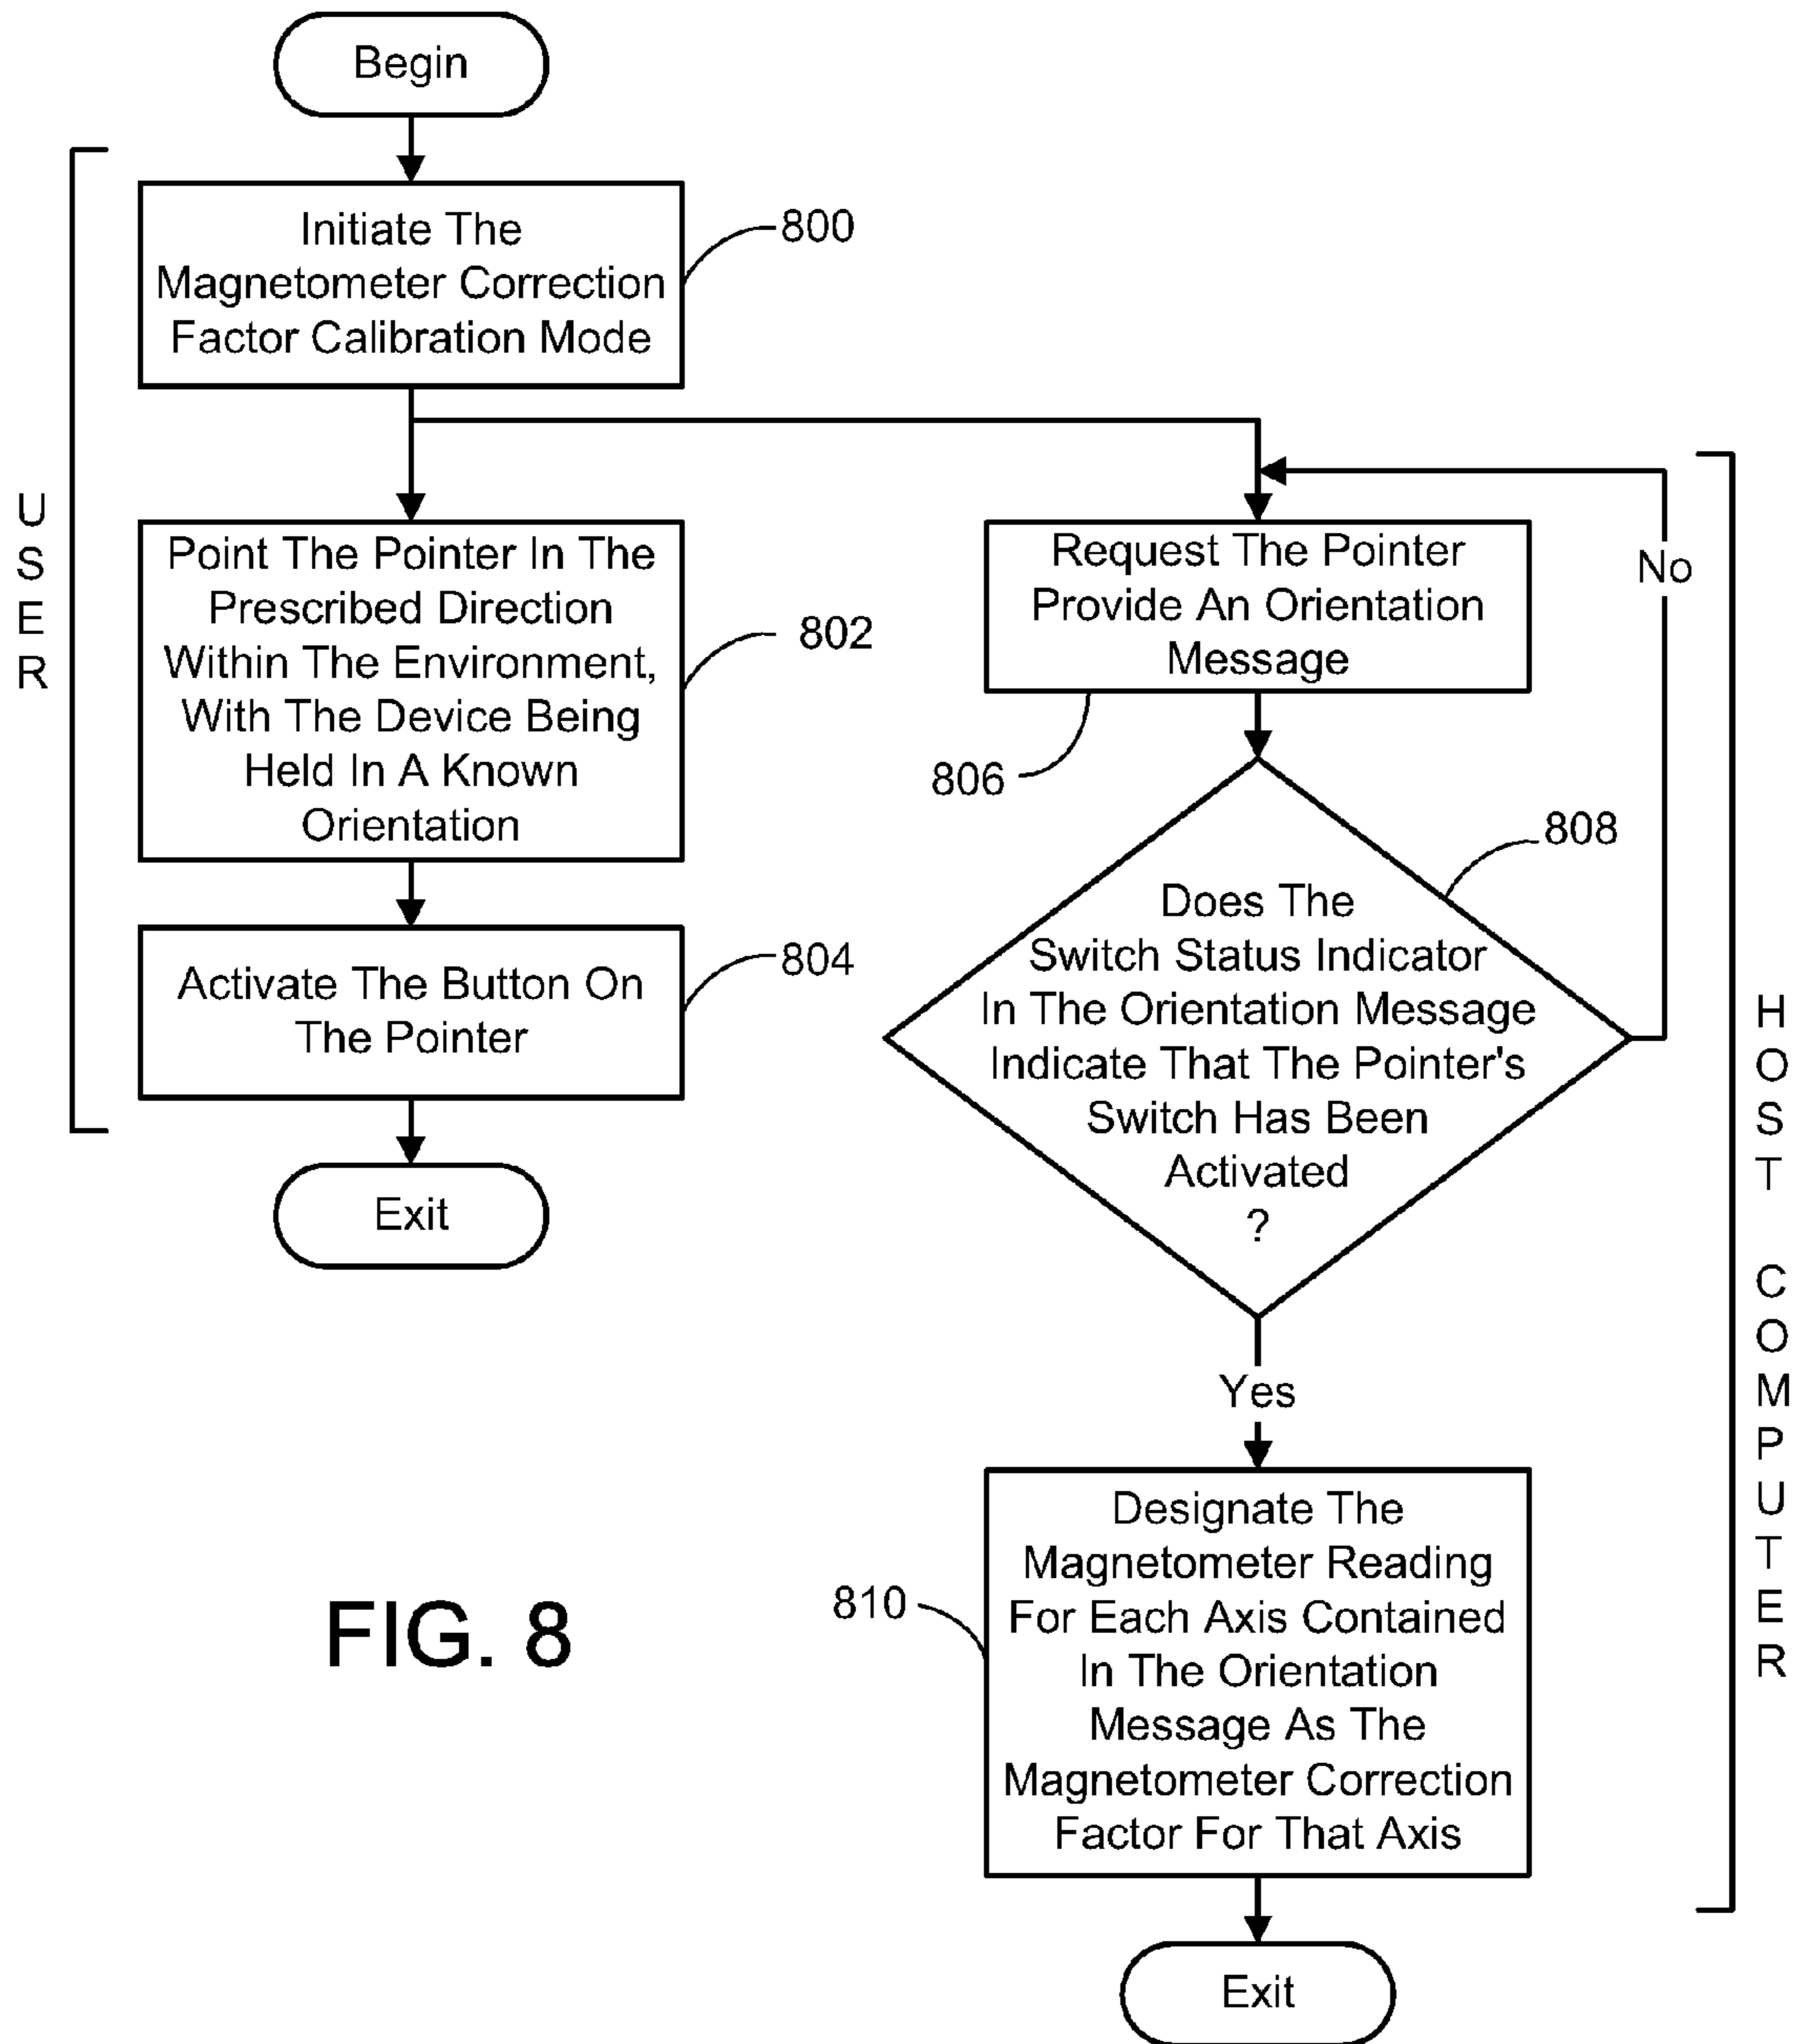 Begin
Initiate The
Magnetometer Correction
Factor Calibration Mode
800
USER
Point The Pointer In The
Prescribed Direction
Within The Environment,
With The Device Being
Held In A Known
Orientation
802
Activate The Button On
The Pointer
804
Exit
Request The Pointer
Provide An Orientation
Message
806
No
Does The
Switch Status Indicator
In The Orientation Message
Indicate That The Pointer's
Switch Has Been
Activated
?
808
Yes
HOST COMPUTER
Designate The
Magnetometer Reading
For Each Axis Contained
In The Orientation
Message As The
Magnetometer Correction
Factor For That Axis
810
Exit
FIG. 8